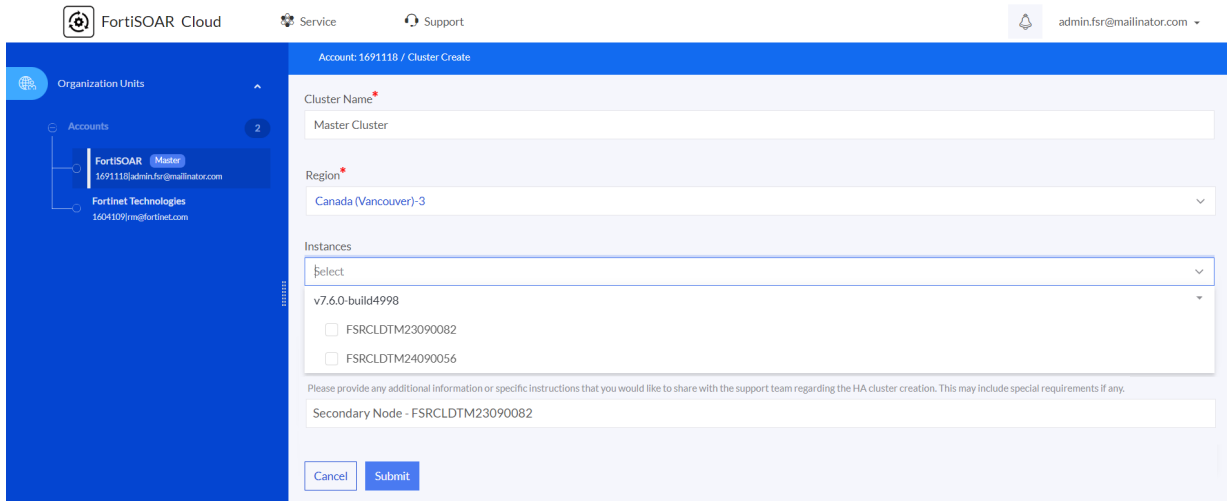 FortiSOAR Cloud
Service
Support
admin.fsr@mailinator.com
Account: 1691118 / Cluster Create
Organization Units
Accounts
2
FortiSOAR Master
1691118|admin.fsr@mailinator.com
Fortinet Technologies
1604109|rm@fortinet.com
Cluster Name*
Master Cluster
Region*
Canada (Vancouver)-3
Instances
Select
v7.6.0-build4998
FSRCLDTM23090082
FSRCLDTM24090056
Please provide any additional information or specific instructions that you would like to share with the support team regarding the HA cluster creation. This may include special requirements if any.
Secondary Node - FSRCLDTM23090082
Cancel
Submit